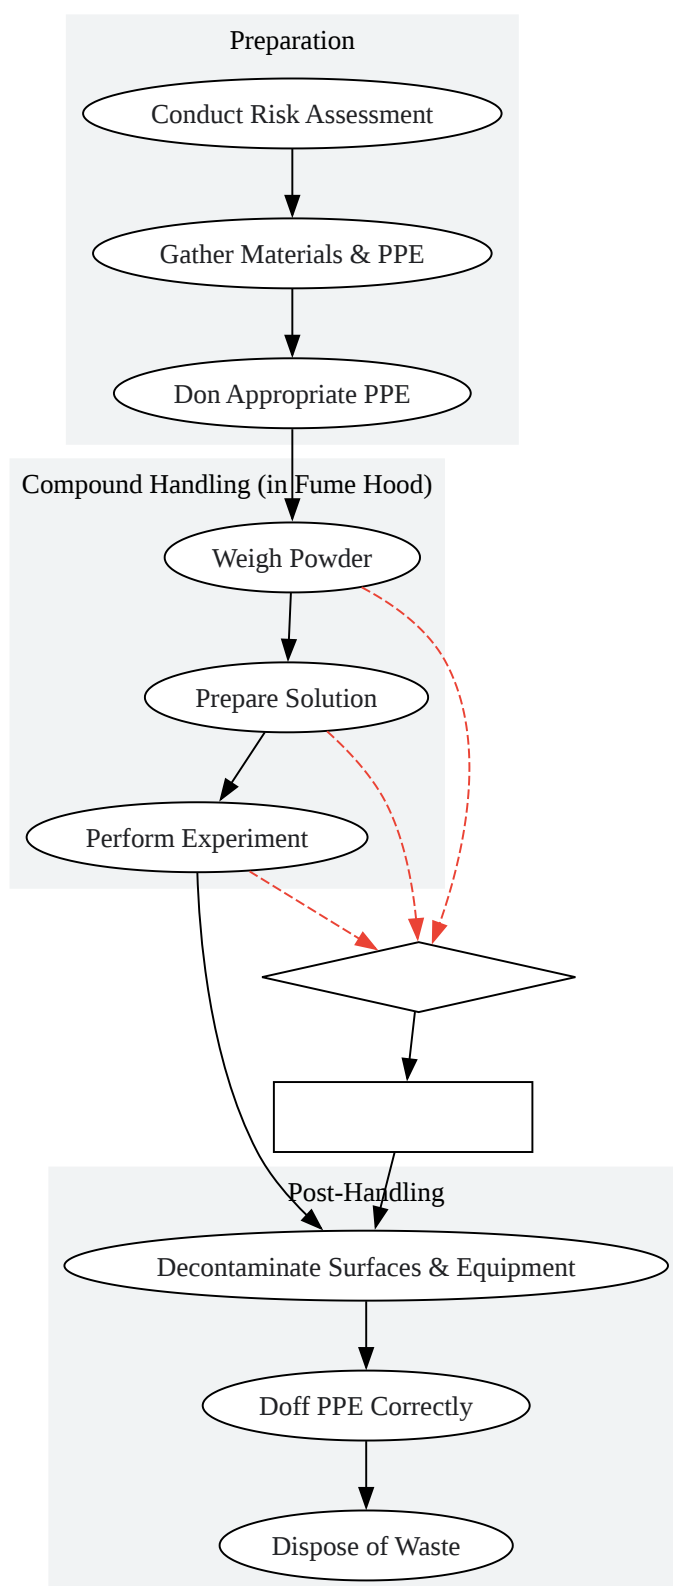 Preparation
Conduct Risk Assessment
Gather Materials & PPE
Don Appropriate PPE
Compound Handling (in Fume Hood)
Weigh Powder
Prepare Solution
Perform Experiment
Post-Handling
Decontaminate Surfaces & Equipment
Doff PPE Correctly
Dispose of Waste